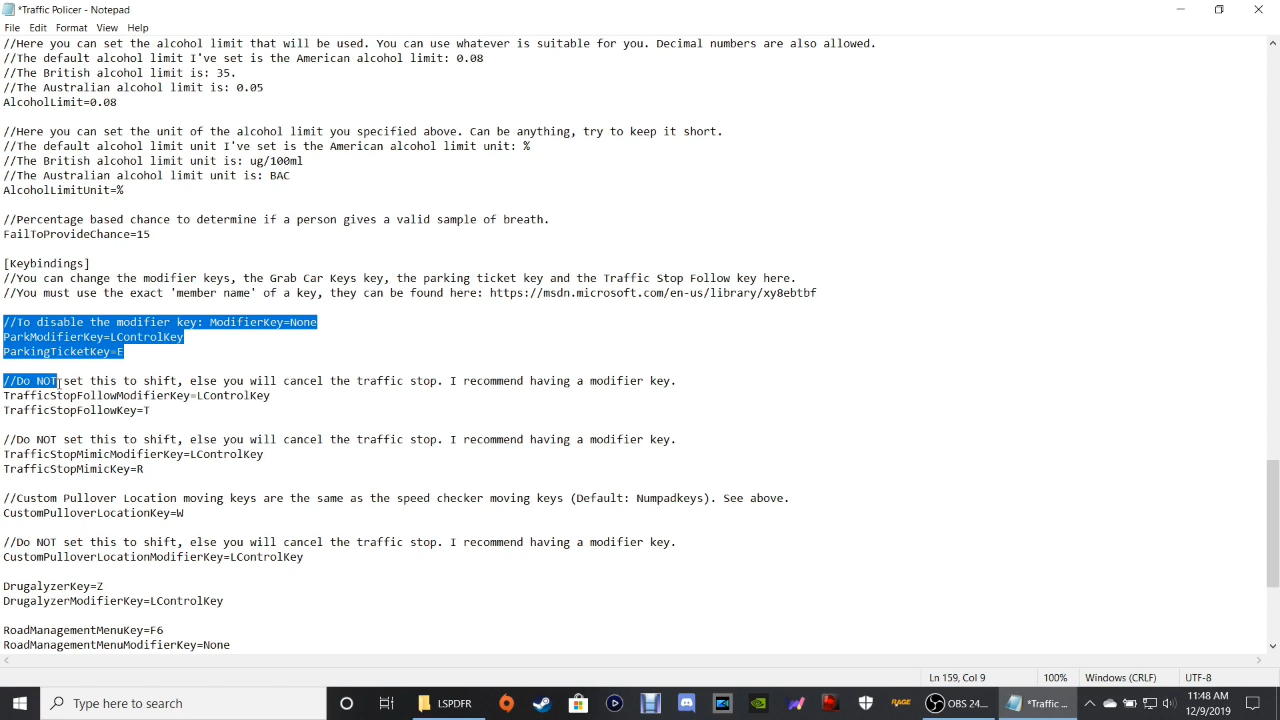 *Traffic Policer - Notepad
File Edit Format View Help
//Here you can set the alcohol limit that will be used. You can use whatever is suitable for you. Decimal numbers are also allowed.
//The default alcohol limit I've set is the American alcohol limit: 0.08
//The British alcohol limit is: 35.
//The Australian alcohol limit is: 0.05
AlcoholLimit=0.08
//Here you can set the unit of the alcohol limit you specified above. Can be anything, try to keep it short.
//The default alcohol limit unit I've set is the American alcohol limit unit: %
//The British alcohol limit unit is: ug/100ml
//The Australian alcohol limit unit is: BAC
AlcoholLimitUnit=%
//Percentage based chance to determine if a person gives a valid sample of breath.
FailToProvideChance=15
[Keybindings]
//You can change the modifier keys, the Grab Car Keys key, the parking ticket key and the Traffic Stop Follow key here.
//You must use the exact 'member name' of a key, they can be found here: https://msdn.microsoft.com/en-us/library/xy8ebtbf
//To disable the modifier key: ModifierKey=None
ParkModifierKey=LControlKey
ParkingTicketKey=E
//Do NOT set this to shift, else you will cancel the traffic stop. I recommend having a modifier key.
TrafficStopFollowModifierKey=LControlKey
TrafficStopFollowKey=T
//Do NOT set this to shift, else you will cancel the traffic stop. I recommend having a modifier key.
TrafficStopMimicModifierKey=LControlKey
TrafficStopMimicKey=R
//Custom Pullover Location moving keys are the same as the speed checker moving keys (Default: Numpadkeys). See above.
CustomPulloverLocationKey=W
//Do NOT set this to shift, else you will cancel the traffic stop. I recommend having a modifier key.
CustomPulloverLocationModifierKey=LControlKey
DrugalyzerKey=Z
DrugalyzerModifierKey=LControlKey
RoadManagementMenuKey=F6
RoadManagementMenuModifierKey=None
Ln 159, Col 9 100% Windows (CRLF) UTF-8
Type here to search LSPDFR RAGE OBS 24... *Traffic ... 11:48 AM
12/9/2019